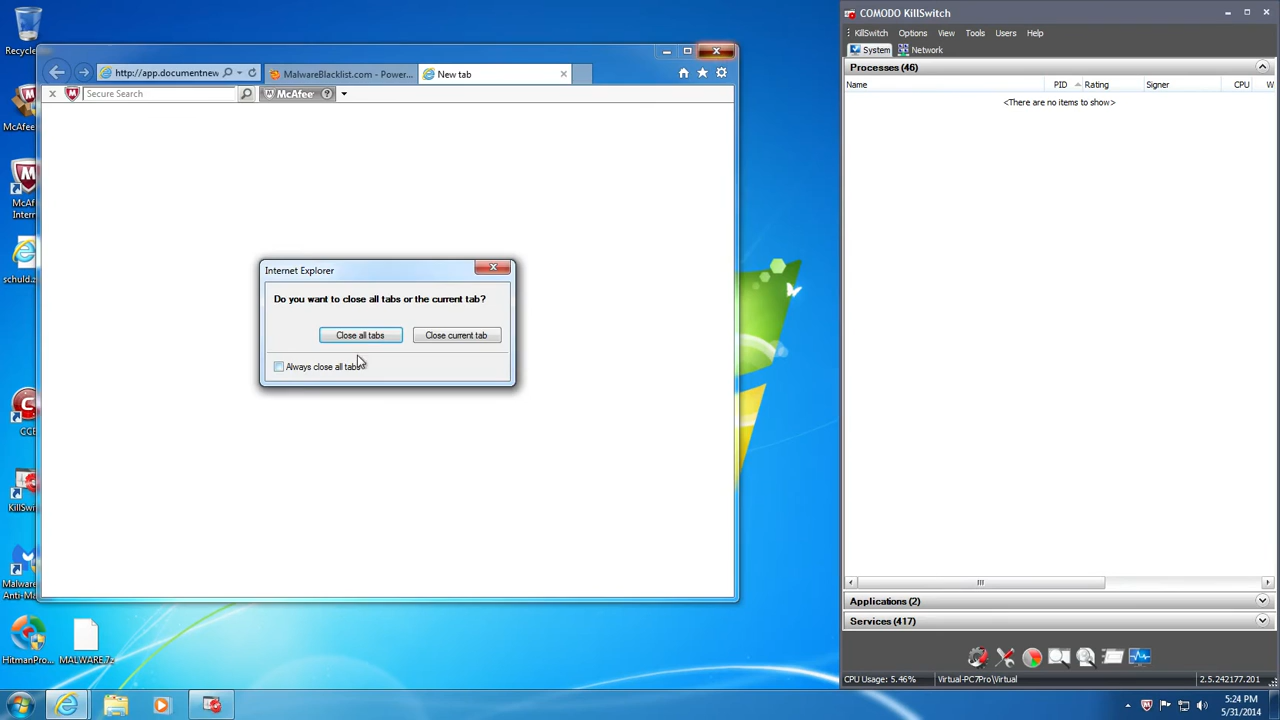 Recycle
McAfee
McAf
Intern
schuld.z
CCE
KillSwit
Malware
Anti-Ma
HitmanPro...
MALWARE.7z
http://app.documentnew
MalwareBlacklist.com - Power...
New tab
Secure Search
McAfee
Internet Explorer
Do you want to close all tabs or the current tab?
Close all tabs
Close current tab
Always close all tabs
COMODO KillSwitch
KillSwitch Options View Tools Users Help
System Network
Processes (46)
Name PID Rating Signer CPU W
<There are no items to show>
Applications (2)
Services (417)
CPU Usage: 5.46% Virtual-PC7Pro\Virtual 2.5.242177.201
5:24 PM
5/31/2014